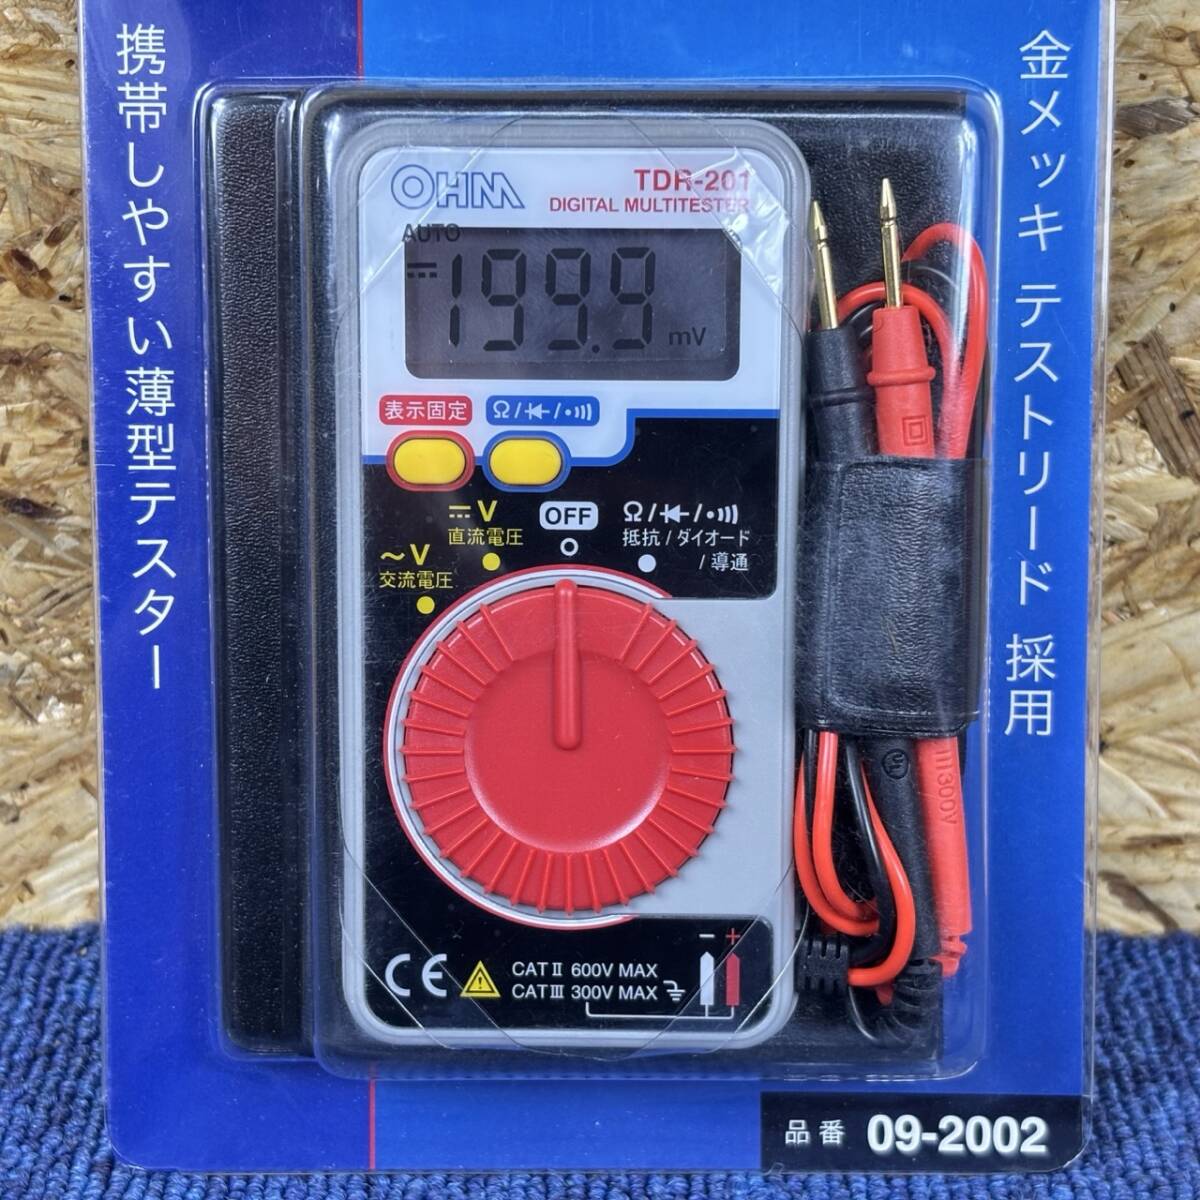 携帯しやすい薄型テスター
金メッキ テストリード 採用
OHM
TDR-201
DIGITAL MULTITESTER
AUTO
199.9 mV
表示固定
Ω/ /
V
直流電圧
OFF
Ω/ /
抵抗/ダイオード
/導通
~V
交流電圧
300V
CE
CAT II 600V MAX
CAT III 300V MAX
- +
品番 09-2002